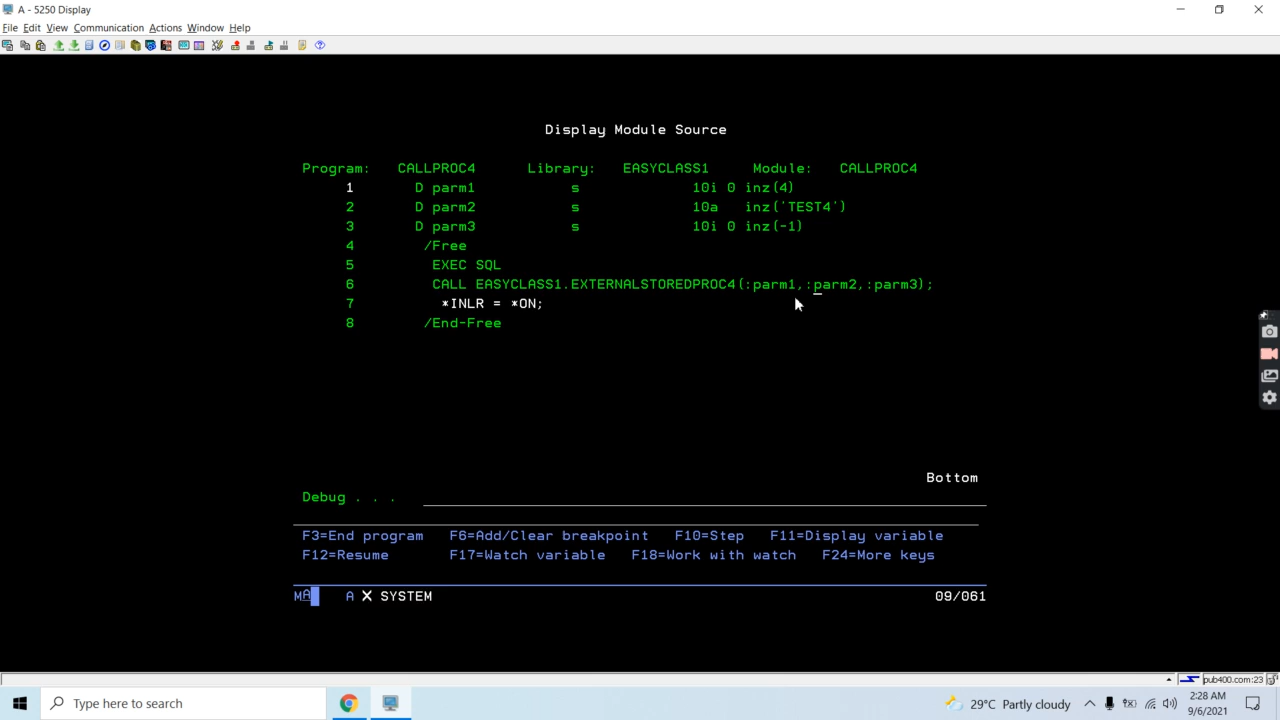 A - 5250 Display
File Edit View Communication Actions Window Help
Display Module Source
Program: CALLPROC4 Library: EASYCLASS1 Module: CALLPROC4
1 D parm1 s 10i 0 inz(4)
2 D parm2 s 10a inz('TEST4')
3 D parm3 s 10i 0 inz(-1)
4 /Free
5 EXEC SQL
6 CALL EASYCLASS1.EXTERNALSTOREDPROC4(:parm1,:parm2,:parm3);
7 *INLR = *ON;
8 /End-Free
Bottom
Debug . . .
F3=End program F6=Add/Clear breakpoint F10=Step F11=Display variable
F12=Resume F17=Watch variable F18=Work with watch F24=More keys
MA A X SYSTEM 09/061
pub400.com:23
Type here to search
29°C Partly cloudy
2:28 AM
9/6/2021